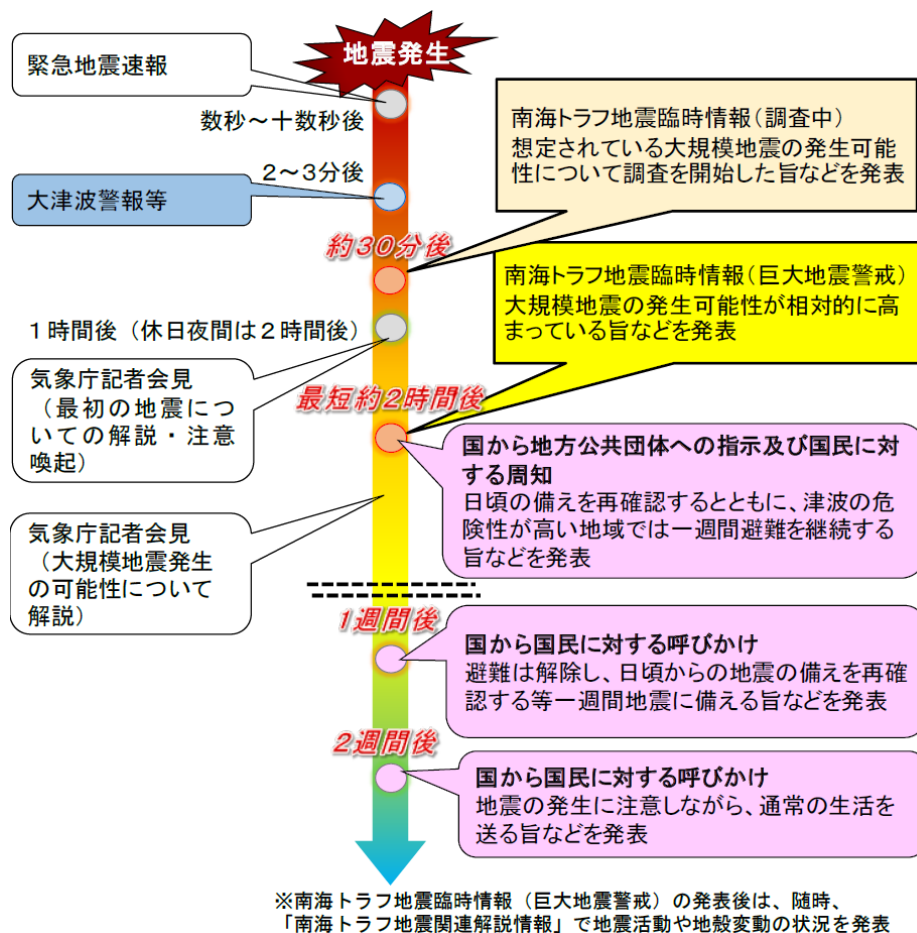 地震発生
緊急地震速報
数秒～十数秒後
南海トラフ地震臨時情報（調査中）
想定されている大規模地震の発生可能
性について調査を開始した旨などを発表
2～3分後
大津波警報等
約30分後
南海トラフ地震臨時情報（巨大地震警戒）
大規模地震の発生可能性が相対的に高
まっている旨などを発表
１時間後（休日夜間は２時間後）
気象庁記者会見
（最初の地震につ
いての解説・注意
喚起）
最短約2時間後
国から地方公共団体への指示及び国民に対
する周知
日頃の備えを再確認するとともに、津波の危
険性が高い地域では一週間避難を継続する
旨などを発表
気象庁記者会見
（大規模地震発生
の可能性について
解説）
1週間後
国から国民に対する呼びかけ
避難は解除し、日頃からの地震の備えを再確
認する等一週間地震に備える旨などを発表
2週間後
国から国民に対する呼びかけ
地震の発生に注意しながら、通常の生活を
送る旨などを発表
※南海トラフ地震臨時情報（巨大地震警戒）の発表後は、随時、
「南海トラフ地震関連解説情報」で地震活動や地殻変動の状況を発表